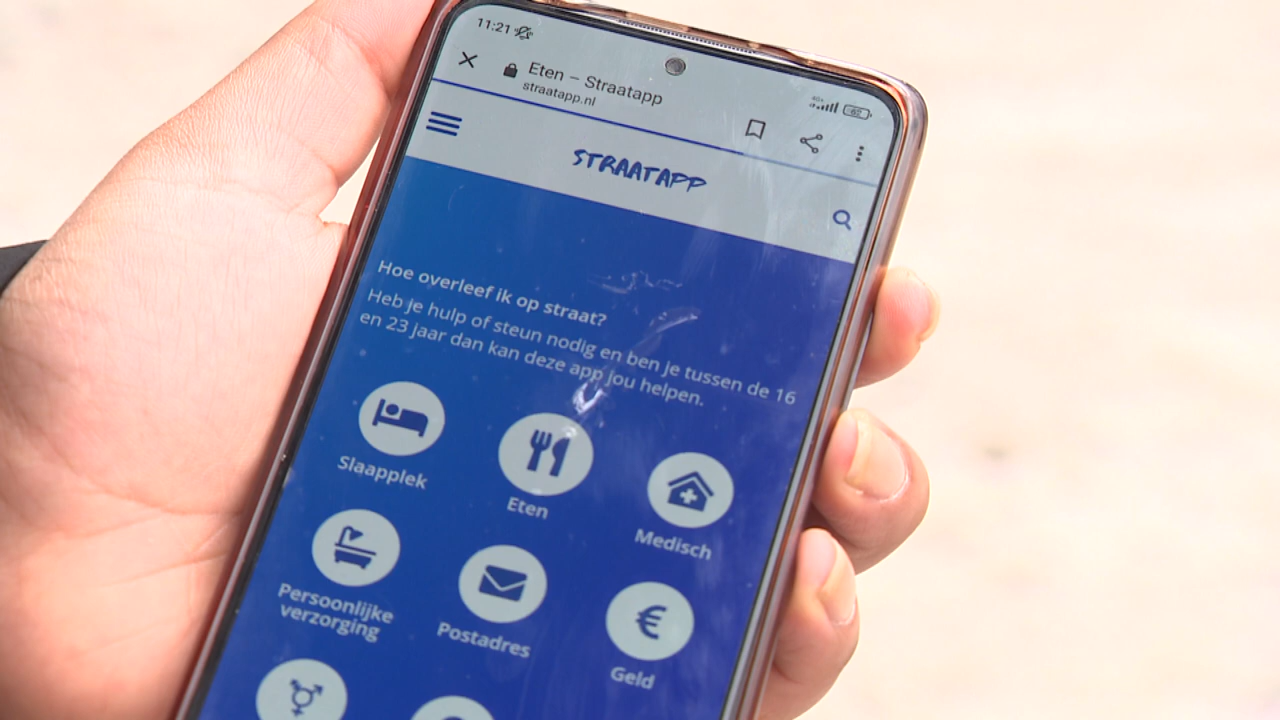 11:21
Eten – Straatapp
straatapp.nl
4G+
62
STRAATAPP
Hoe overleef ik op straat?
Heb je hulp of steun nodig en ben je tussen de 16
en 23 jaar dan kan deze app jou helpen.
Slaapplek
Eten
Medisch
Persoonlijke
verzorging
Postadres
Geld
€